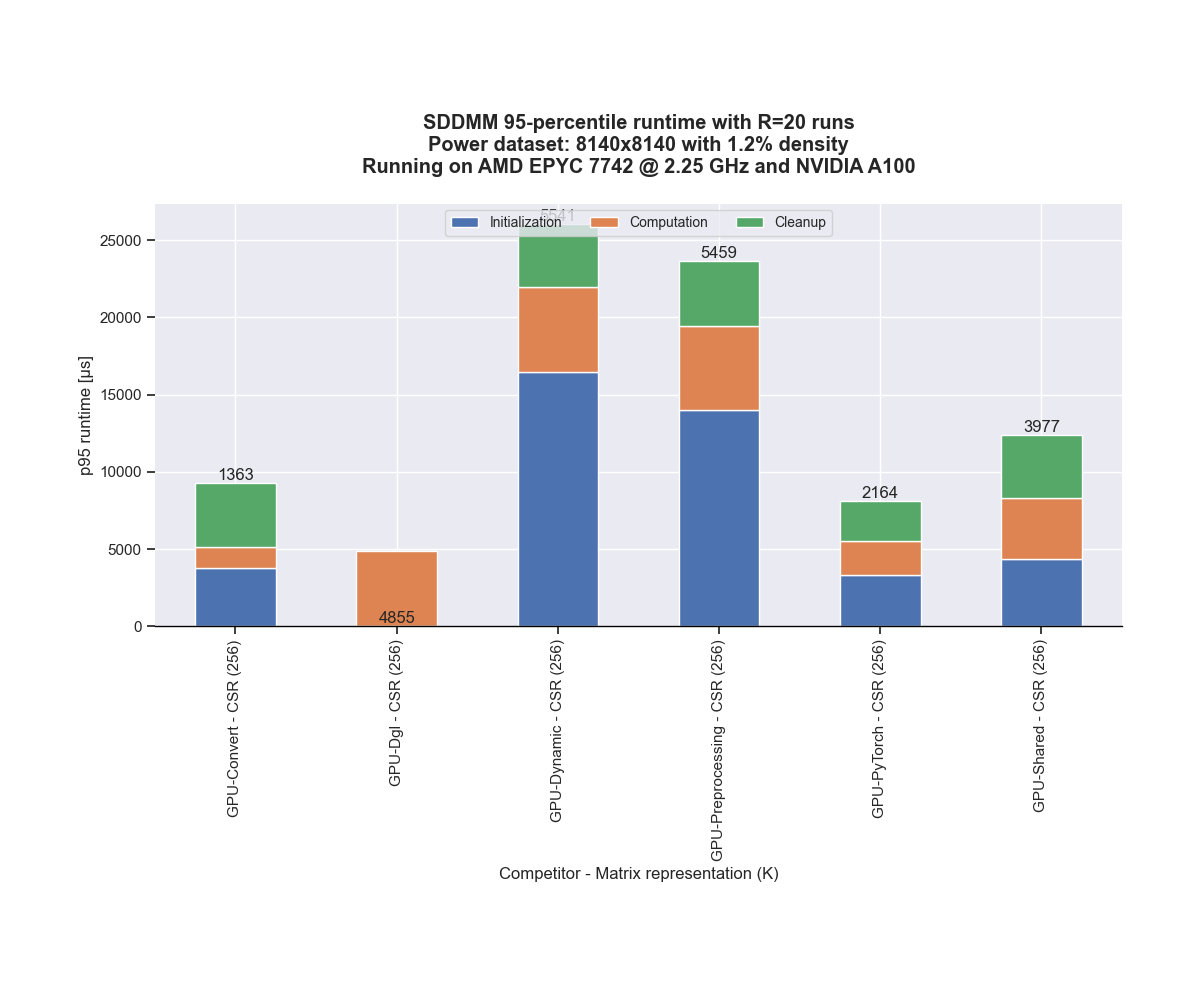 SDDMM 95-percentile runtime with R=20 runs
Power dataset: 8140x8140 with 1.2% density
Running on AMD EPYC 7742 @ 2.25 GHz and NVIDIA A100
5541
Initialization Computation Cleanup
25000
20000
15000
10000
5000
0
p95 runtime [µs]
1363
4855
5459
2164
3977
GPU-Convert - CSR (256)
GPU-Dgl - CSR (256)
GPU-Dynamic - CSR (256)
GPU-Preprocessing - CSR (256)
GPU-PyTorch - CSR (256)
GPU-Shared - CSR (256)
Competitor - Matrix representation (K)